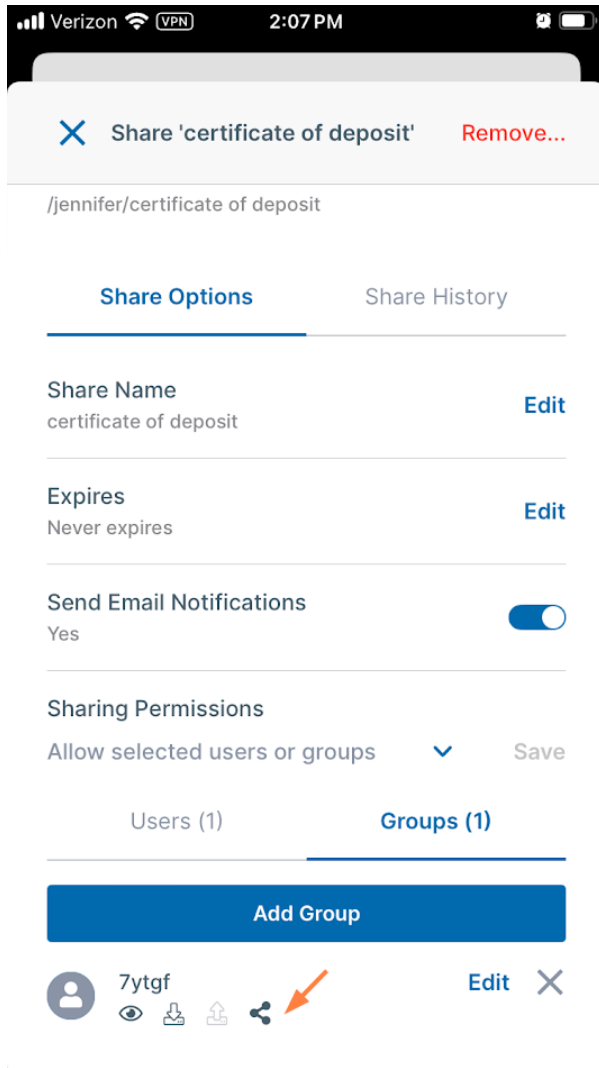 Verizon VPN 2:07 PM
Share 'certificate of deposit' Remove...
/jennifer/certificate of deposit
Share Options Share History
Share Name
Edit
certificate of deposit
Expires
Edit
Never expires
Send Email Notifications
Yes
Sharing Permissions
Allow selected users or groups Save
Users (1) Groups (1)
Add Group
7ytgf Edit